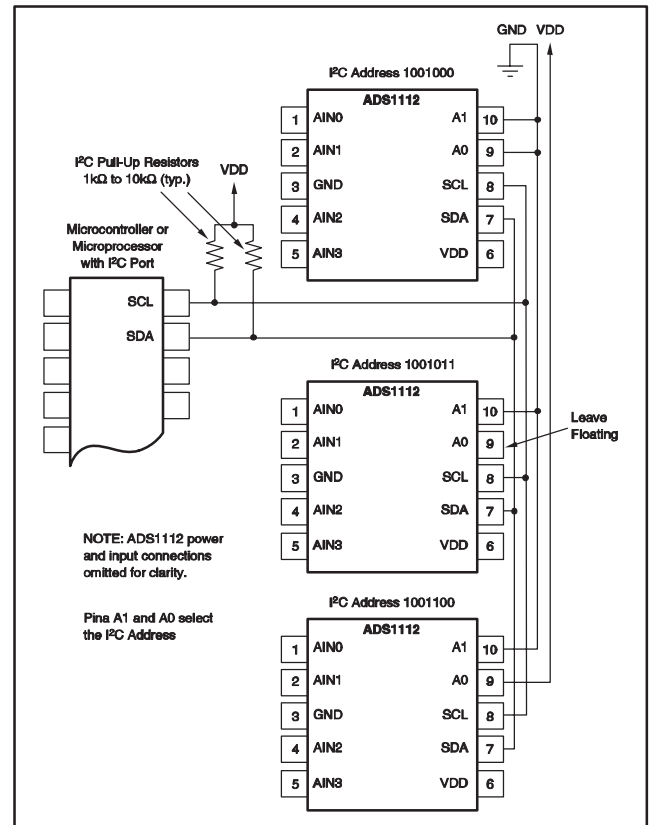 GND VDD
I²C Address 1001000
ADS1112
1 AIN0 A1 10
2 AIN1 A0 9
3 GND SCL 8
4 AIN2 SDA 7
5 AIN3 VDD 6
I²C Pull-Up Resistors
1kΩ to 10kΩ (typ.)
VDD
Microcontroller or
Microprocessor
with I²C Port
SCL
SDA
I²C Address 1001011
ADS1112
1 AIN0 A1 10
2 AIN1 A0 9
3 GND SCL 8
4 AIN2 SDA 7
5 AIN3 VDD 6
Leave
Floating
NOTE: ADS1112 power
and input connections
omitted for clarity.
Pina A1 and A0 select
the I²C Address
I²C Address 1001100
ADS1112
1 AIN0 A1 10
2 AIN1 A0 9
3 GND SCL 8
4 AIN2 SDA 7
5 AIN3 VDD 6